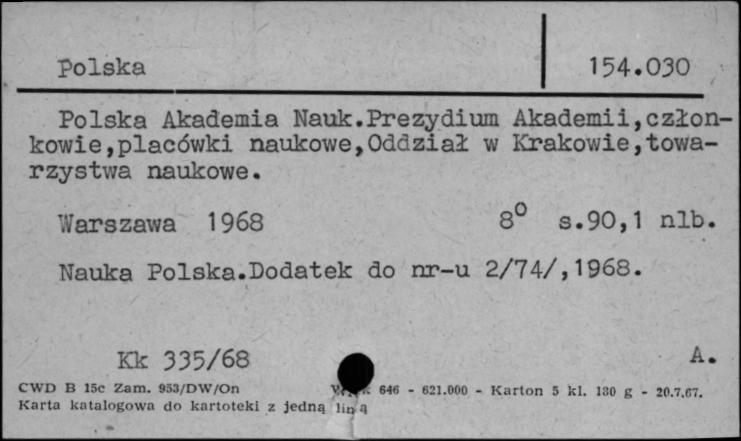 Polska 154.030
Polska Akademia Nauk.Prezydium Akademii,człon-
kowie,placówki naukowe,Oddział w Krakowie,towa-
rzystwa naukowe.
Warszawa 1968 8° s.90,1 nlb.
Nauka Polska.Dodatek do nr-u 2/74/,1968.
Kk 335/68 A.
CWD B 15c Zam. 953/DW/On 646 - 621.000 - Karton 5 kl. 130 g - 20.7.67.
Karta katalogowa do kartoteki z jedną linią